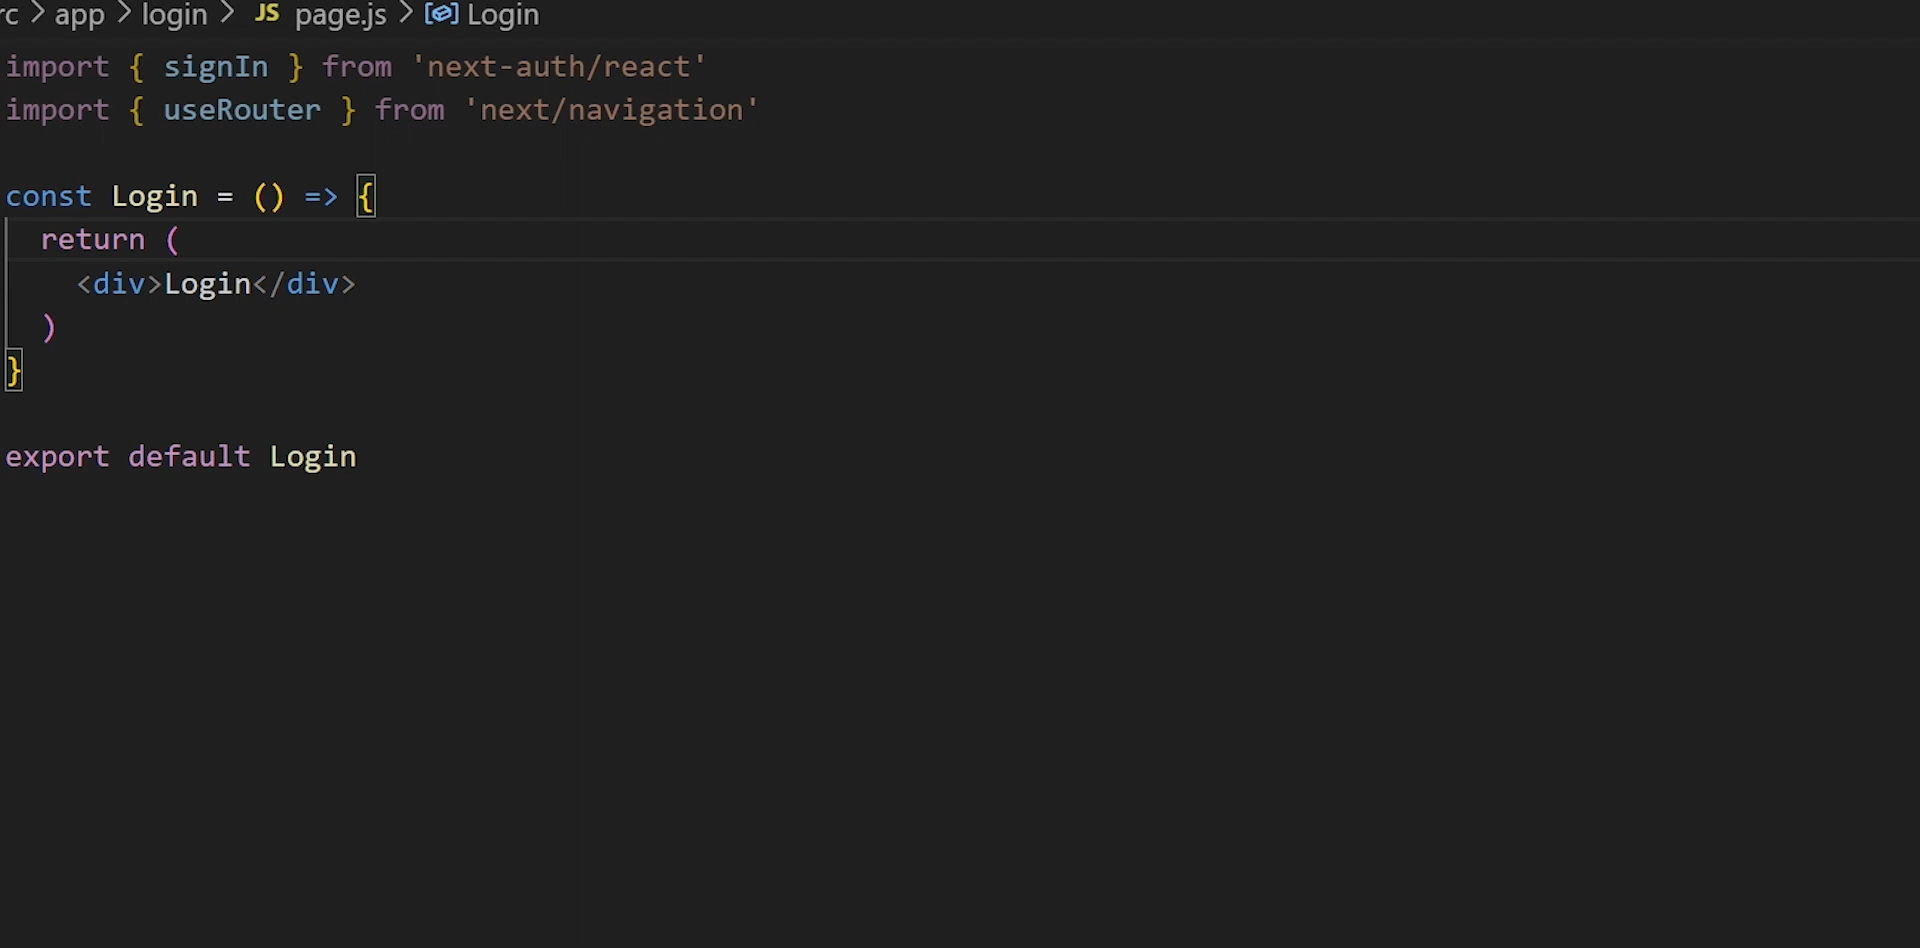 rc > app > login > JS page.js > Login
import { signIn } from 'next-auth/react'
import { useRouter } from 'next/navigation'
const Login = () => {
return (
<div>Login</div>
)
}
export default Login